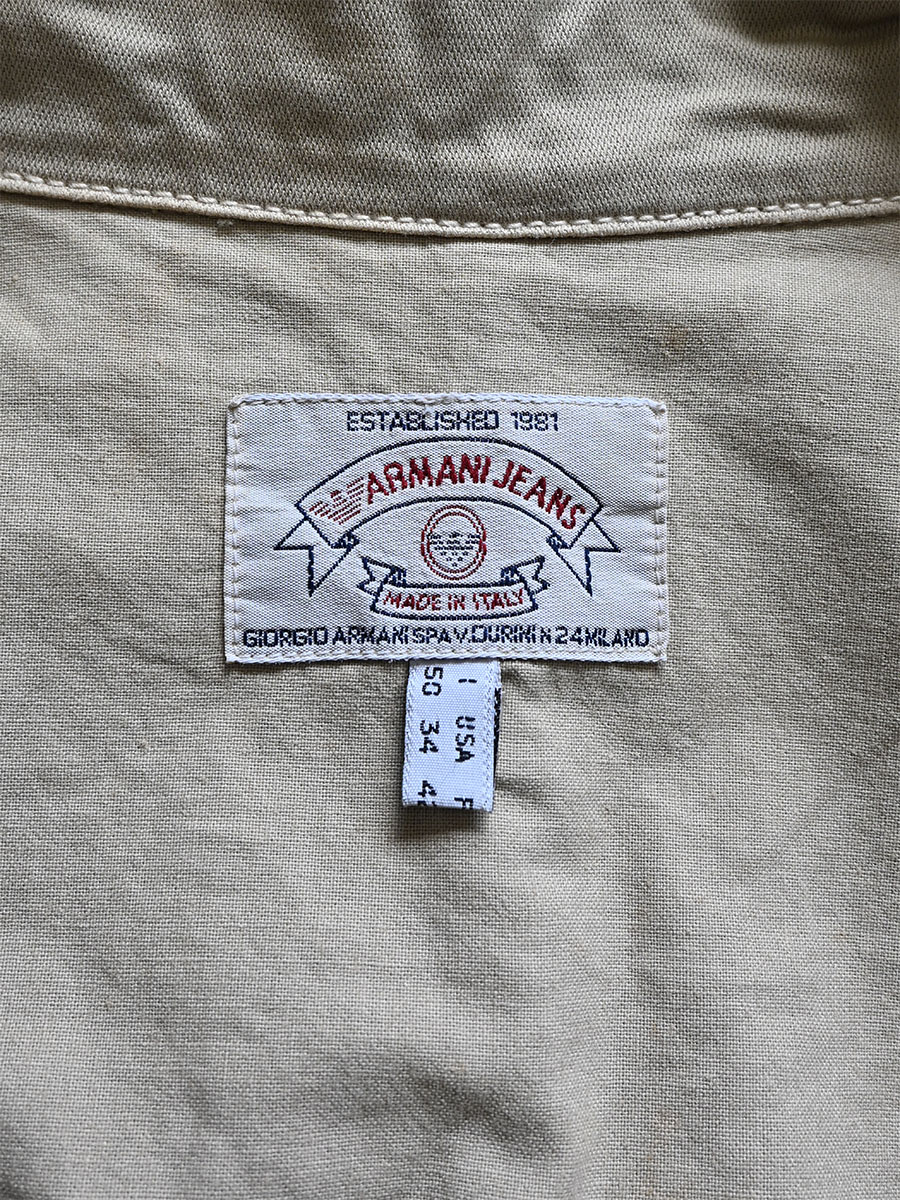 ESTABLISHED 1981
ARMANI JEANS
MADE IN ITALY
GIORGIO ARMANI SPA V. DURINI N 24 MILANO
I USA
50 34